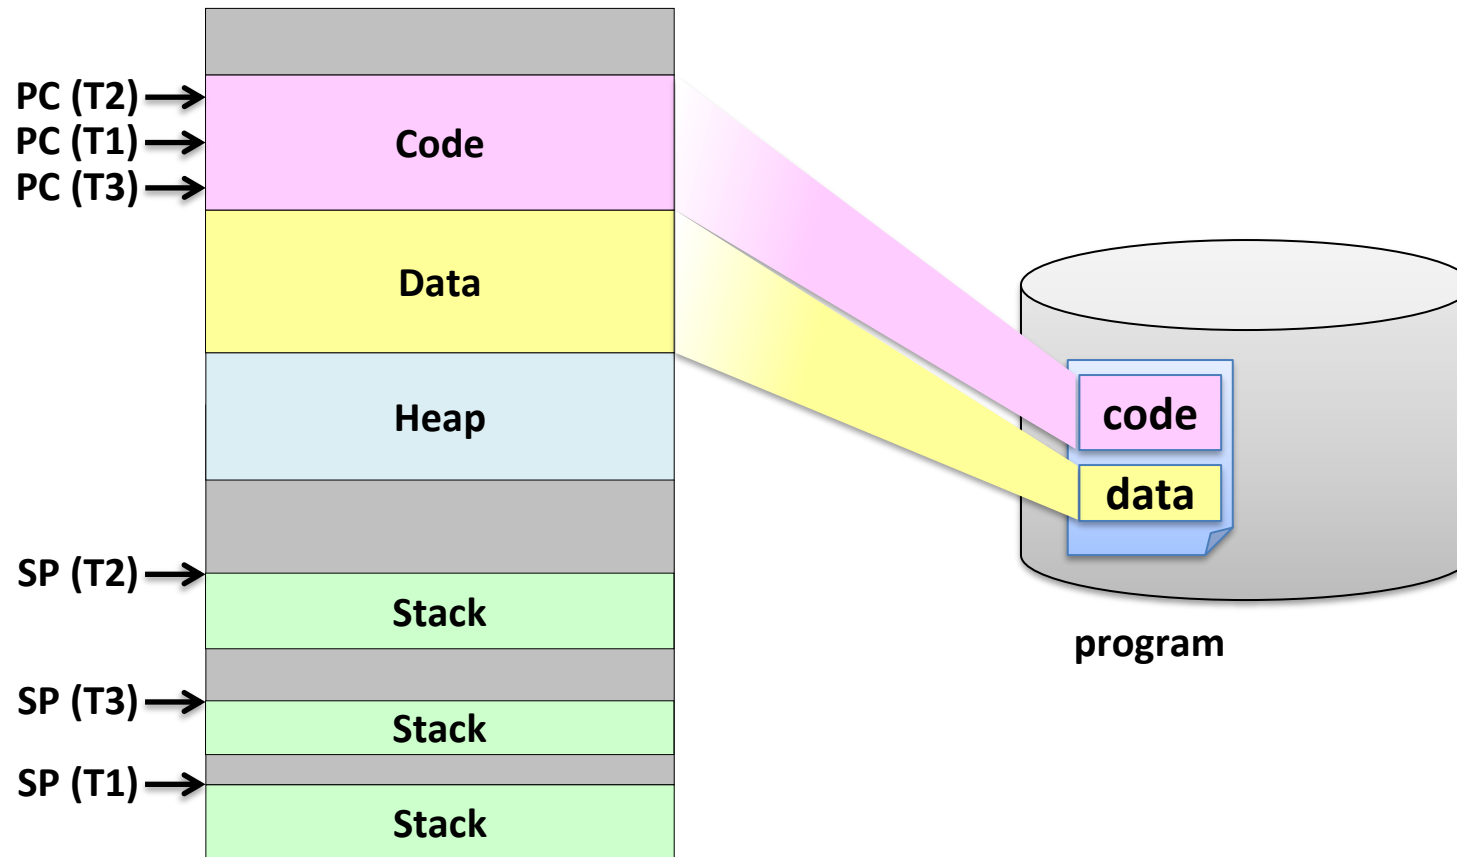 PC (T2)
PC (T1)
PC (T3)
Code
Data
Heap
SP (T2)
Stack
SP (T3)
Stack
SP (T1)
Stack
code
data
program